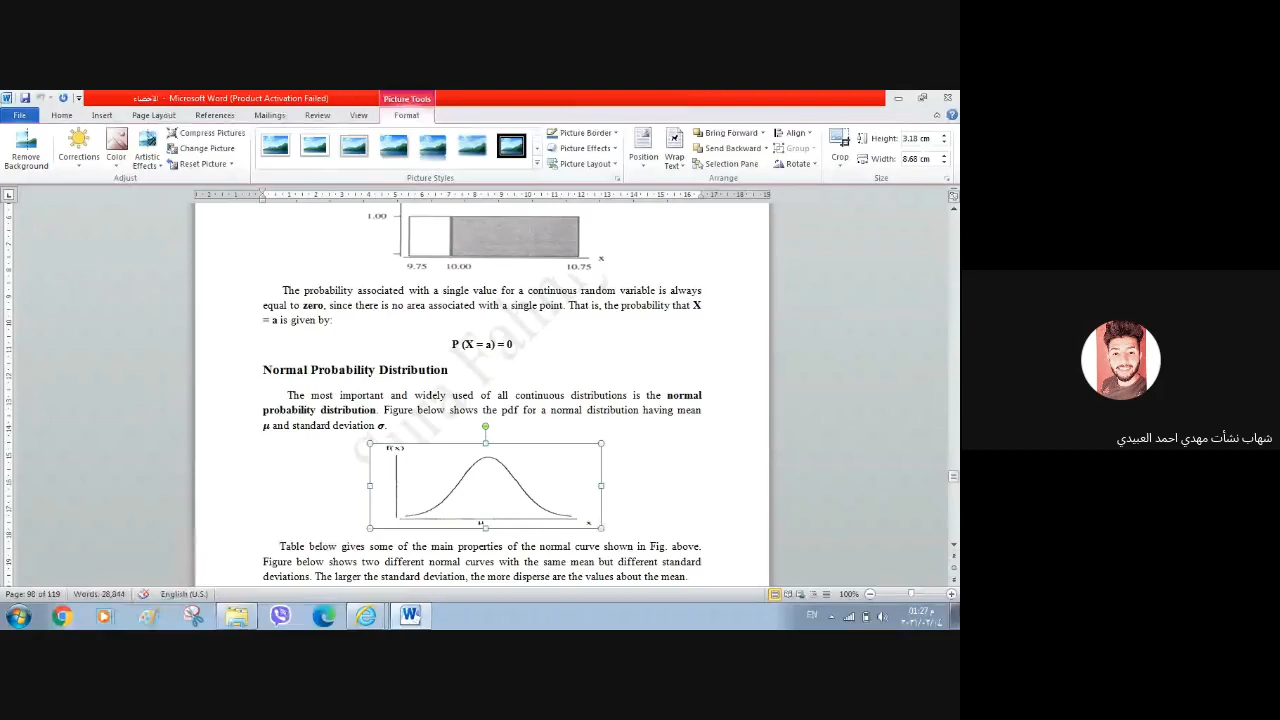 الأحصاء - Microsoft Word (Product Activation Failed)
Picture Tools
File Home Insert Page Layout References Mailings Review View Format
Remove Background
Corrections
Color
Artistic Effects
Compress Pictures
Change Picture
Reset Picture
Adjust
Picture Styles
Picture Border
Picture Effects
Picture Layout
Position
Wrap Text
Bring Forward
Send Backward
Selection Pane
Align
Group
Rotate
Arrange
Crop
Height: 3.18 cm
Width: 8.68 cm
Size
1.00
x
9.75 10.00 10.75
The probability associated with a single value for a continuous random variable is always
equal to zero, since there is no area associated with a single point. That is, the probability that X
= a is given by:
P (X = a) = 0
Normal Probability Distribution
The most important and widely used of all continuous distributions is the normal
probability distribution. Figure below shows the pdf for a normal distribution having mean
μ and standard deviation σ.
f(x)
μ x
Table below gives some of the main properties of the normal curve shown in Fig. above.
Figure below shows two different normal curves with the same mean but different standard
deviations. The larger the standard deviation, the more disperse are the values about the mean.
Page: 98 of 119 Words: 28,844 English (U.S.) 100%
EN
01:27 م
٢٠٢١/٠٢/١٤
شهاب نشأت مهدي احمد العبيدي